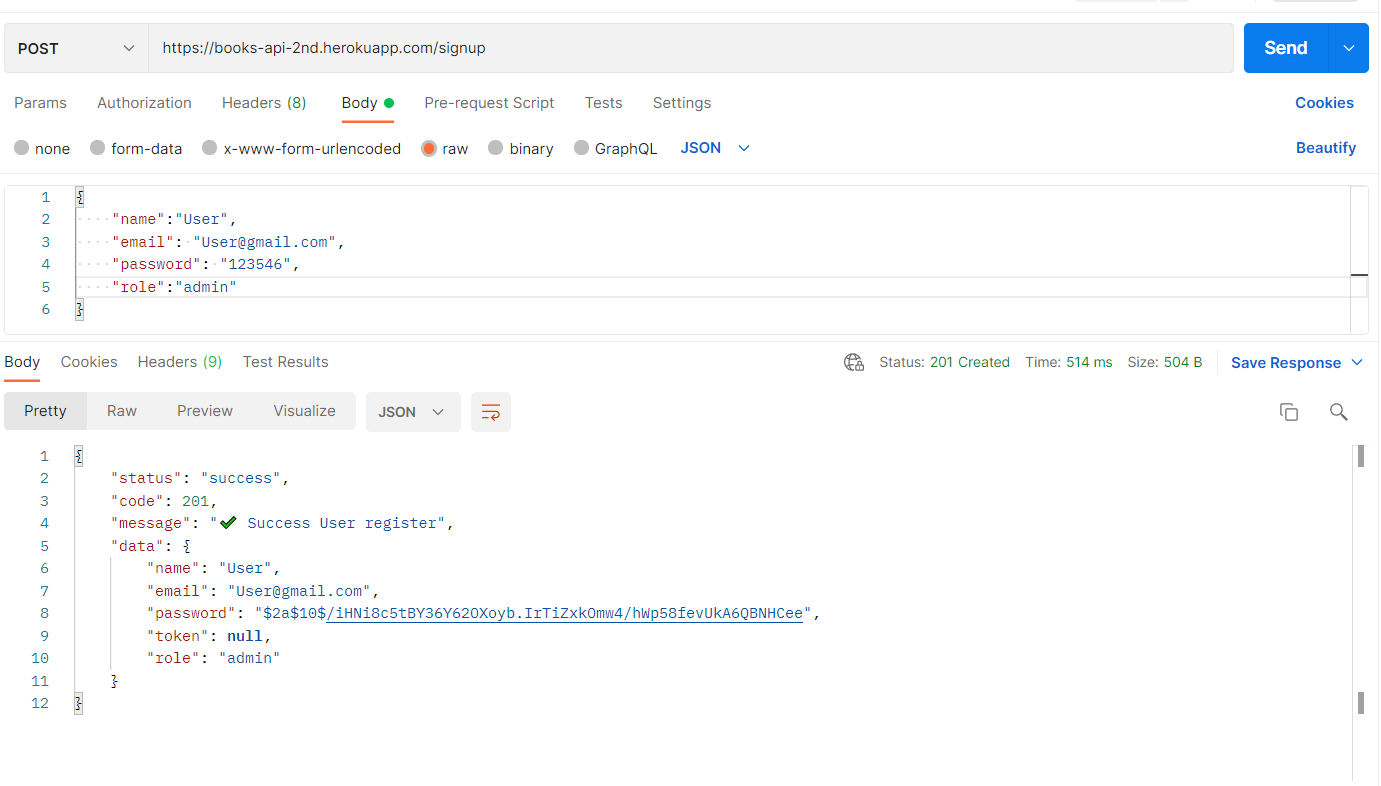 POST https://books-api-2nd.herokuapp.com/signup Send
Params Authorization Headers (8) Body Pre-request Script Tests Settings Cookies
none form-data x-www-form-urlencoded raw binary GraphQL JSON Beautify
1 {
2 "name":"User",
3 "email": "User@gmail.com",
4 "password": "123546",
5 "role":"admin"
6 }
Body Cookies Headers (9) Test Results Status: 201 Created Time: 514 ms Size: 504 B Save Response
Pretty Raw Preview Visualize JSON
1 {
2 "status": "success",
3 "code": 201,
4 "message": "✔ Success User register",
5 "data": {
6 "name": "User",
7 "email": "User@gmail.com",
8 "password": "$2a$10$/iHNi8c5tBY36Y62OXoyb.IrTiZxkOmw4/hWp58fevUkA6QBNHCee",
9 "token": null,
10 "role": "admin"
11 }
12 }